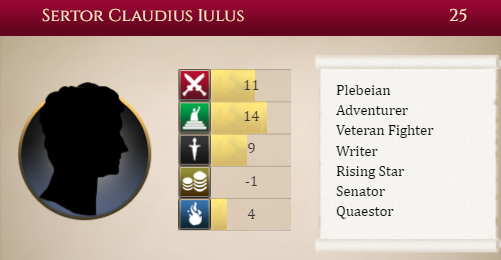 Sertor Claudius Iulus
25
11
14
9
-1
4
Plebeian
Adventurer
Veteran Fighter
Writer
Rising Star
Senator
Quaestor